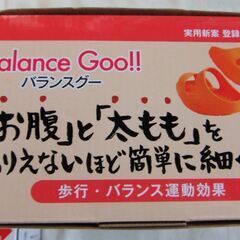 実用新案 登録
alance Goo!!
バランスグー
お腹」と「太もも」を
りえないほど簡単に細く
歩行・バランス運動効果